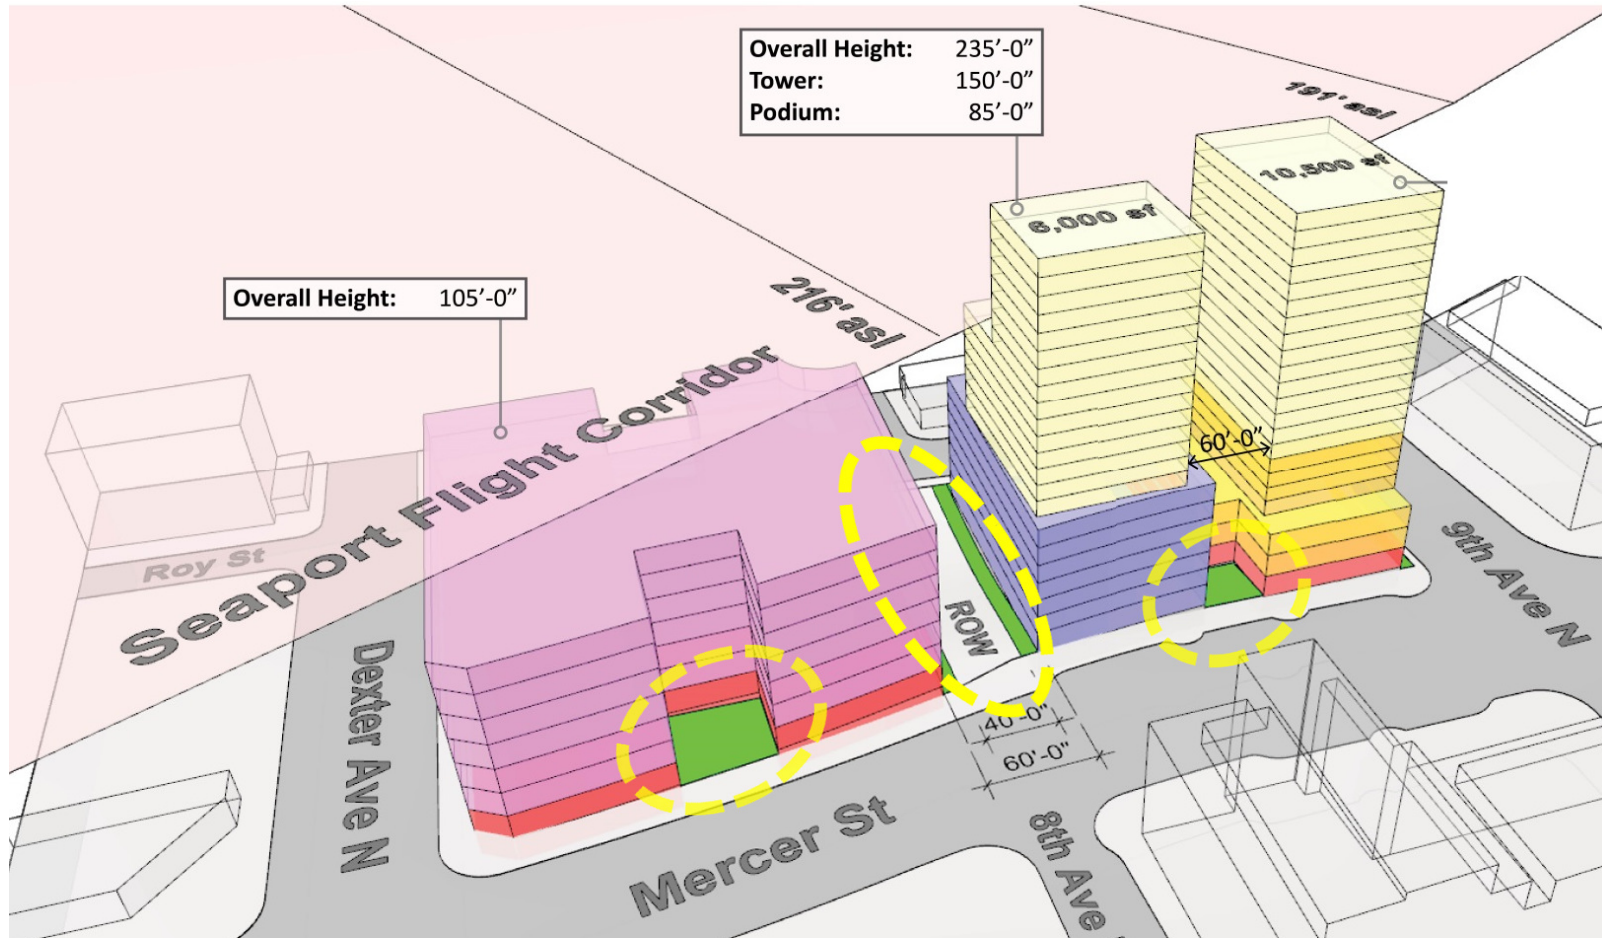 Overall Height: 235’-0”
Tower: 150’-0”
Podium: 85’-0”
191' asl
10,500 sf
6,000 sf
Overall Height: 105’-0”
216' asl
Seaport Flight Corridor
60’-0”
Roy St
9th Ave N
ROW
Dexter Ave N
40'-0"
60'-0"
Mercer St
8th Ave